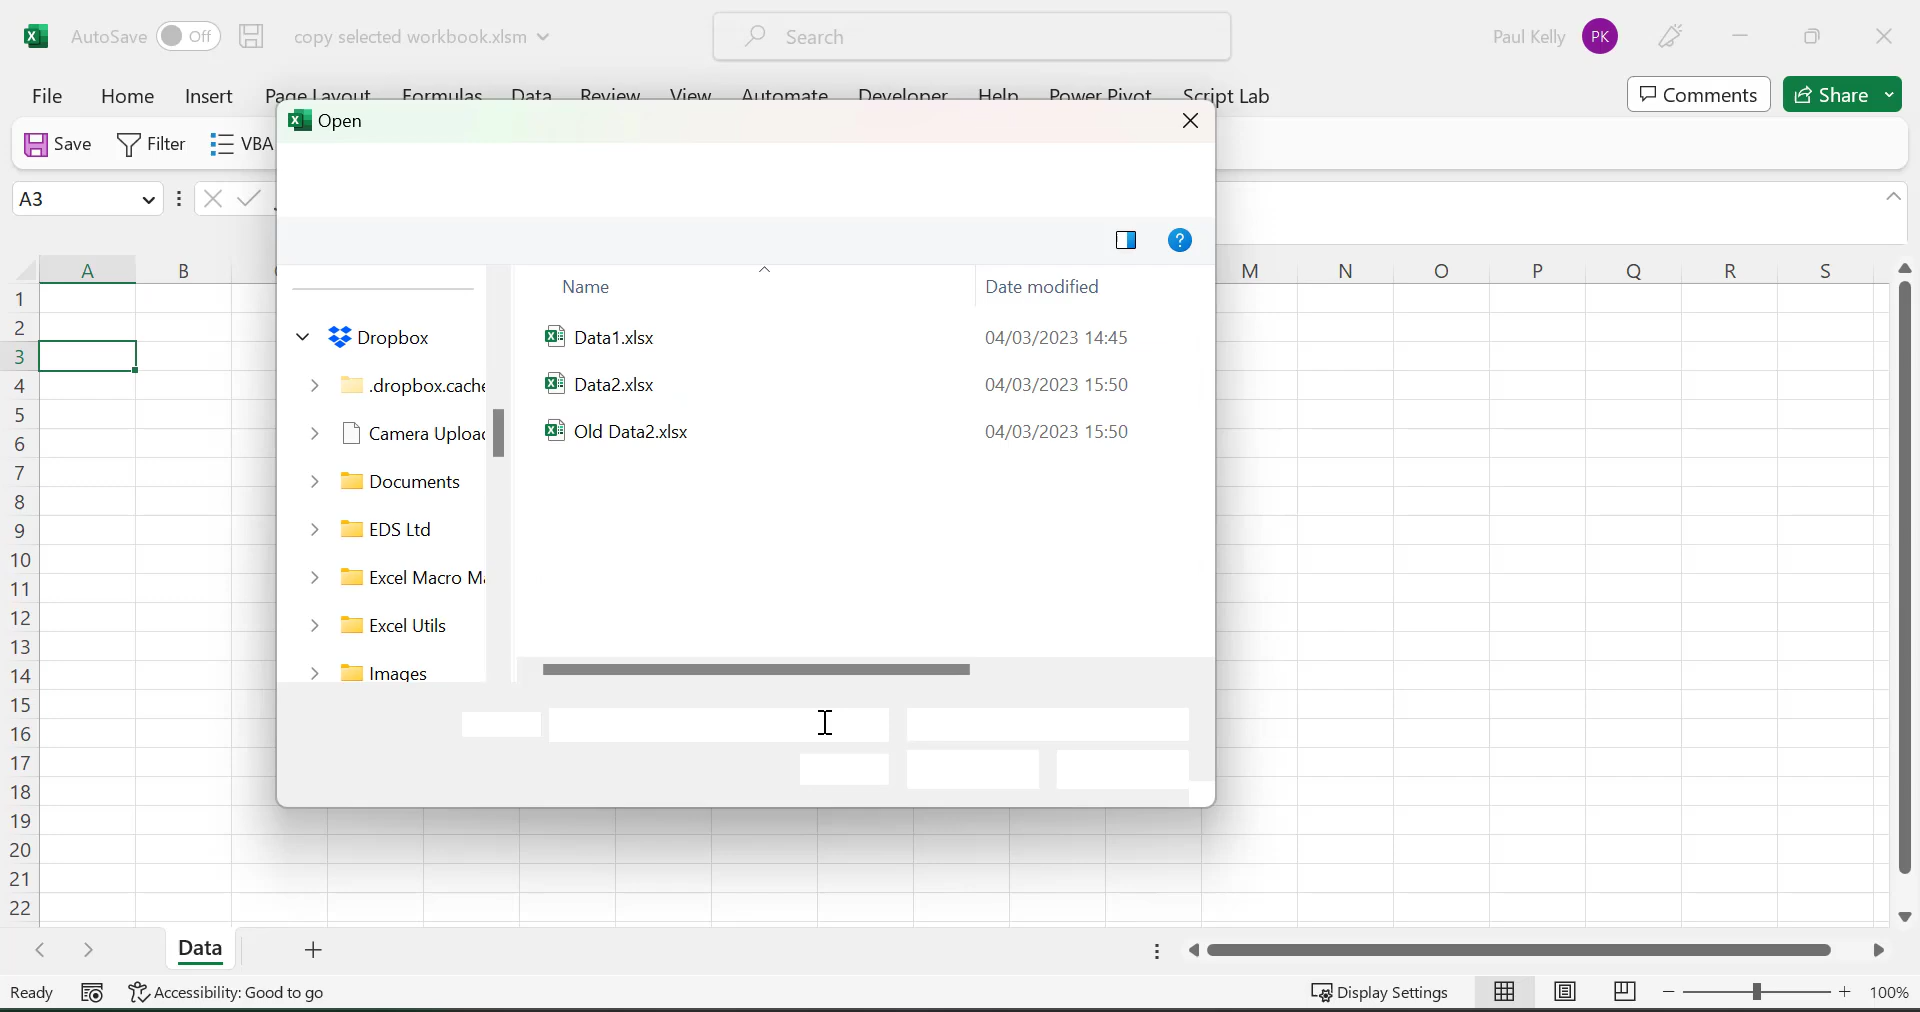 AutoSave Off copy selected workbook.xlsm Search Paul Kelly PK
File Home Insert Page Layout Formulas Data Review View Automate Developer Help Power Pivot Script Lab Comments Share
Save Filter VBA
Open
A3
?
A B M N O P Q R S
Name Date modified
Dropbox
.dropbox.cache
Camera Uploa
Documents
EDS Ltd
Excel Macro Ma
Excel Utils
Images
Data1.xlsx 04/03/2023 14:45
Data2.xlsx 04/03/2023 15:50
Old Data2.xlsx 04/03/2023 15:50
1
2
3
4
5
6
7
8
9
10
11
12
13
14
15
16
17
18
19
20
21
22
Data
Ready Accessibility: Good to go Display Settings 100%